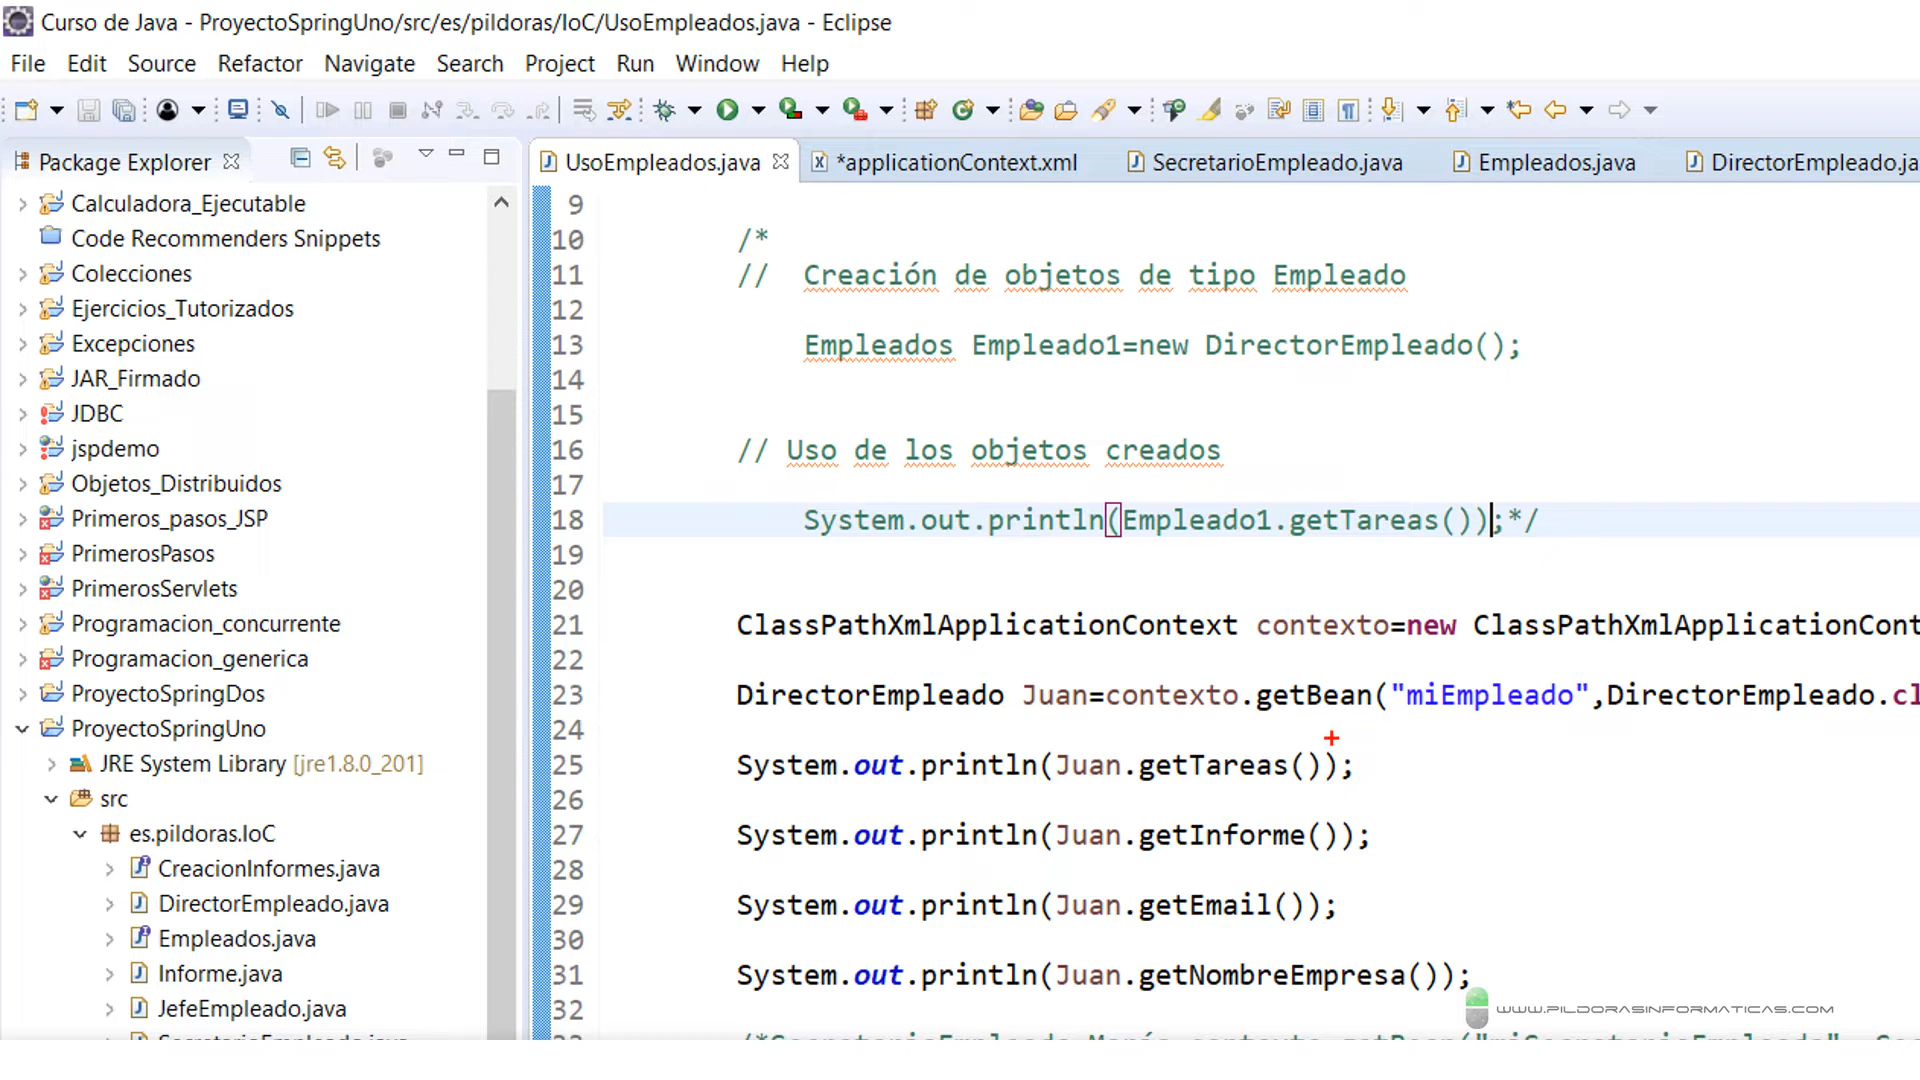 Curso de Java - ProyectoSpringUno/src/es/pildoras/IoC/UsoEmpleados.java - Eclipse
File Edit Source Refactor Navigate Search Project Run Window Help
Package Explorer
UsoEmpleados.java *applicationContext.xml SecretarioEmpleado.java Empleados.java DirectorEmpleado.ja
Calculadora_Ejecutable
Code Recommenders Snippets
Colecciones
Ejercicios_Tutorizados
Excepciones
JAR_Firmado
JDBC
jspdemo
Objetos_Distribuidos
Primeros_pasos_JSP
PrimerosPasos
PrimerosServlets
Programacion_concurrente
Programacion_generica
ProyectoSpringDos
ProyectoSpringUno
JRE System Library [jre1.8.0_201]
src
es.pildoras.IoC
CreacionInformes.java
DirectorEmpleado.java
Empleados.java
Informe.java
JefeEmpleado.java
9
10 /*
11 // Creación de objetos de tipo Empleado
12
13 Empleados Empleado1=new DirectorEmpleado();
14
15
16 // Uso de los objetos creados
17
18 System.out.println(Empleado1.getTareas());*/
19
20
21 ClassPathXmlApplicationContext contexto=new ClassPathXmlApplicationCont
22
23 DirectorEmpleado Juan=contexto.getBean("miEmpleado",DirectorEmpleado.cl
24
25 System.out.println(Juan.getTareas());
26
27 System.out.println(Juan.getInforme());
28
29 System.out.println(Juan.getEmail());
30
31 System.out.println(Juan.getNombreEmpresa());
32
WWW.PILDORASINFORMATICAS.COM